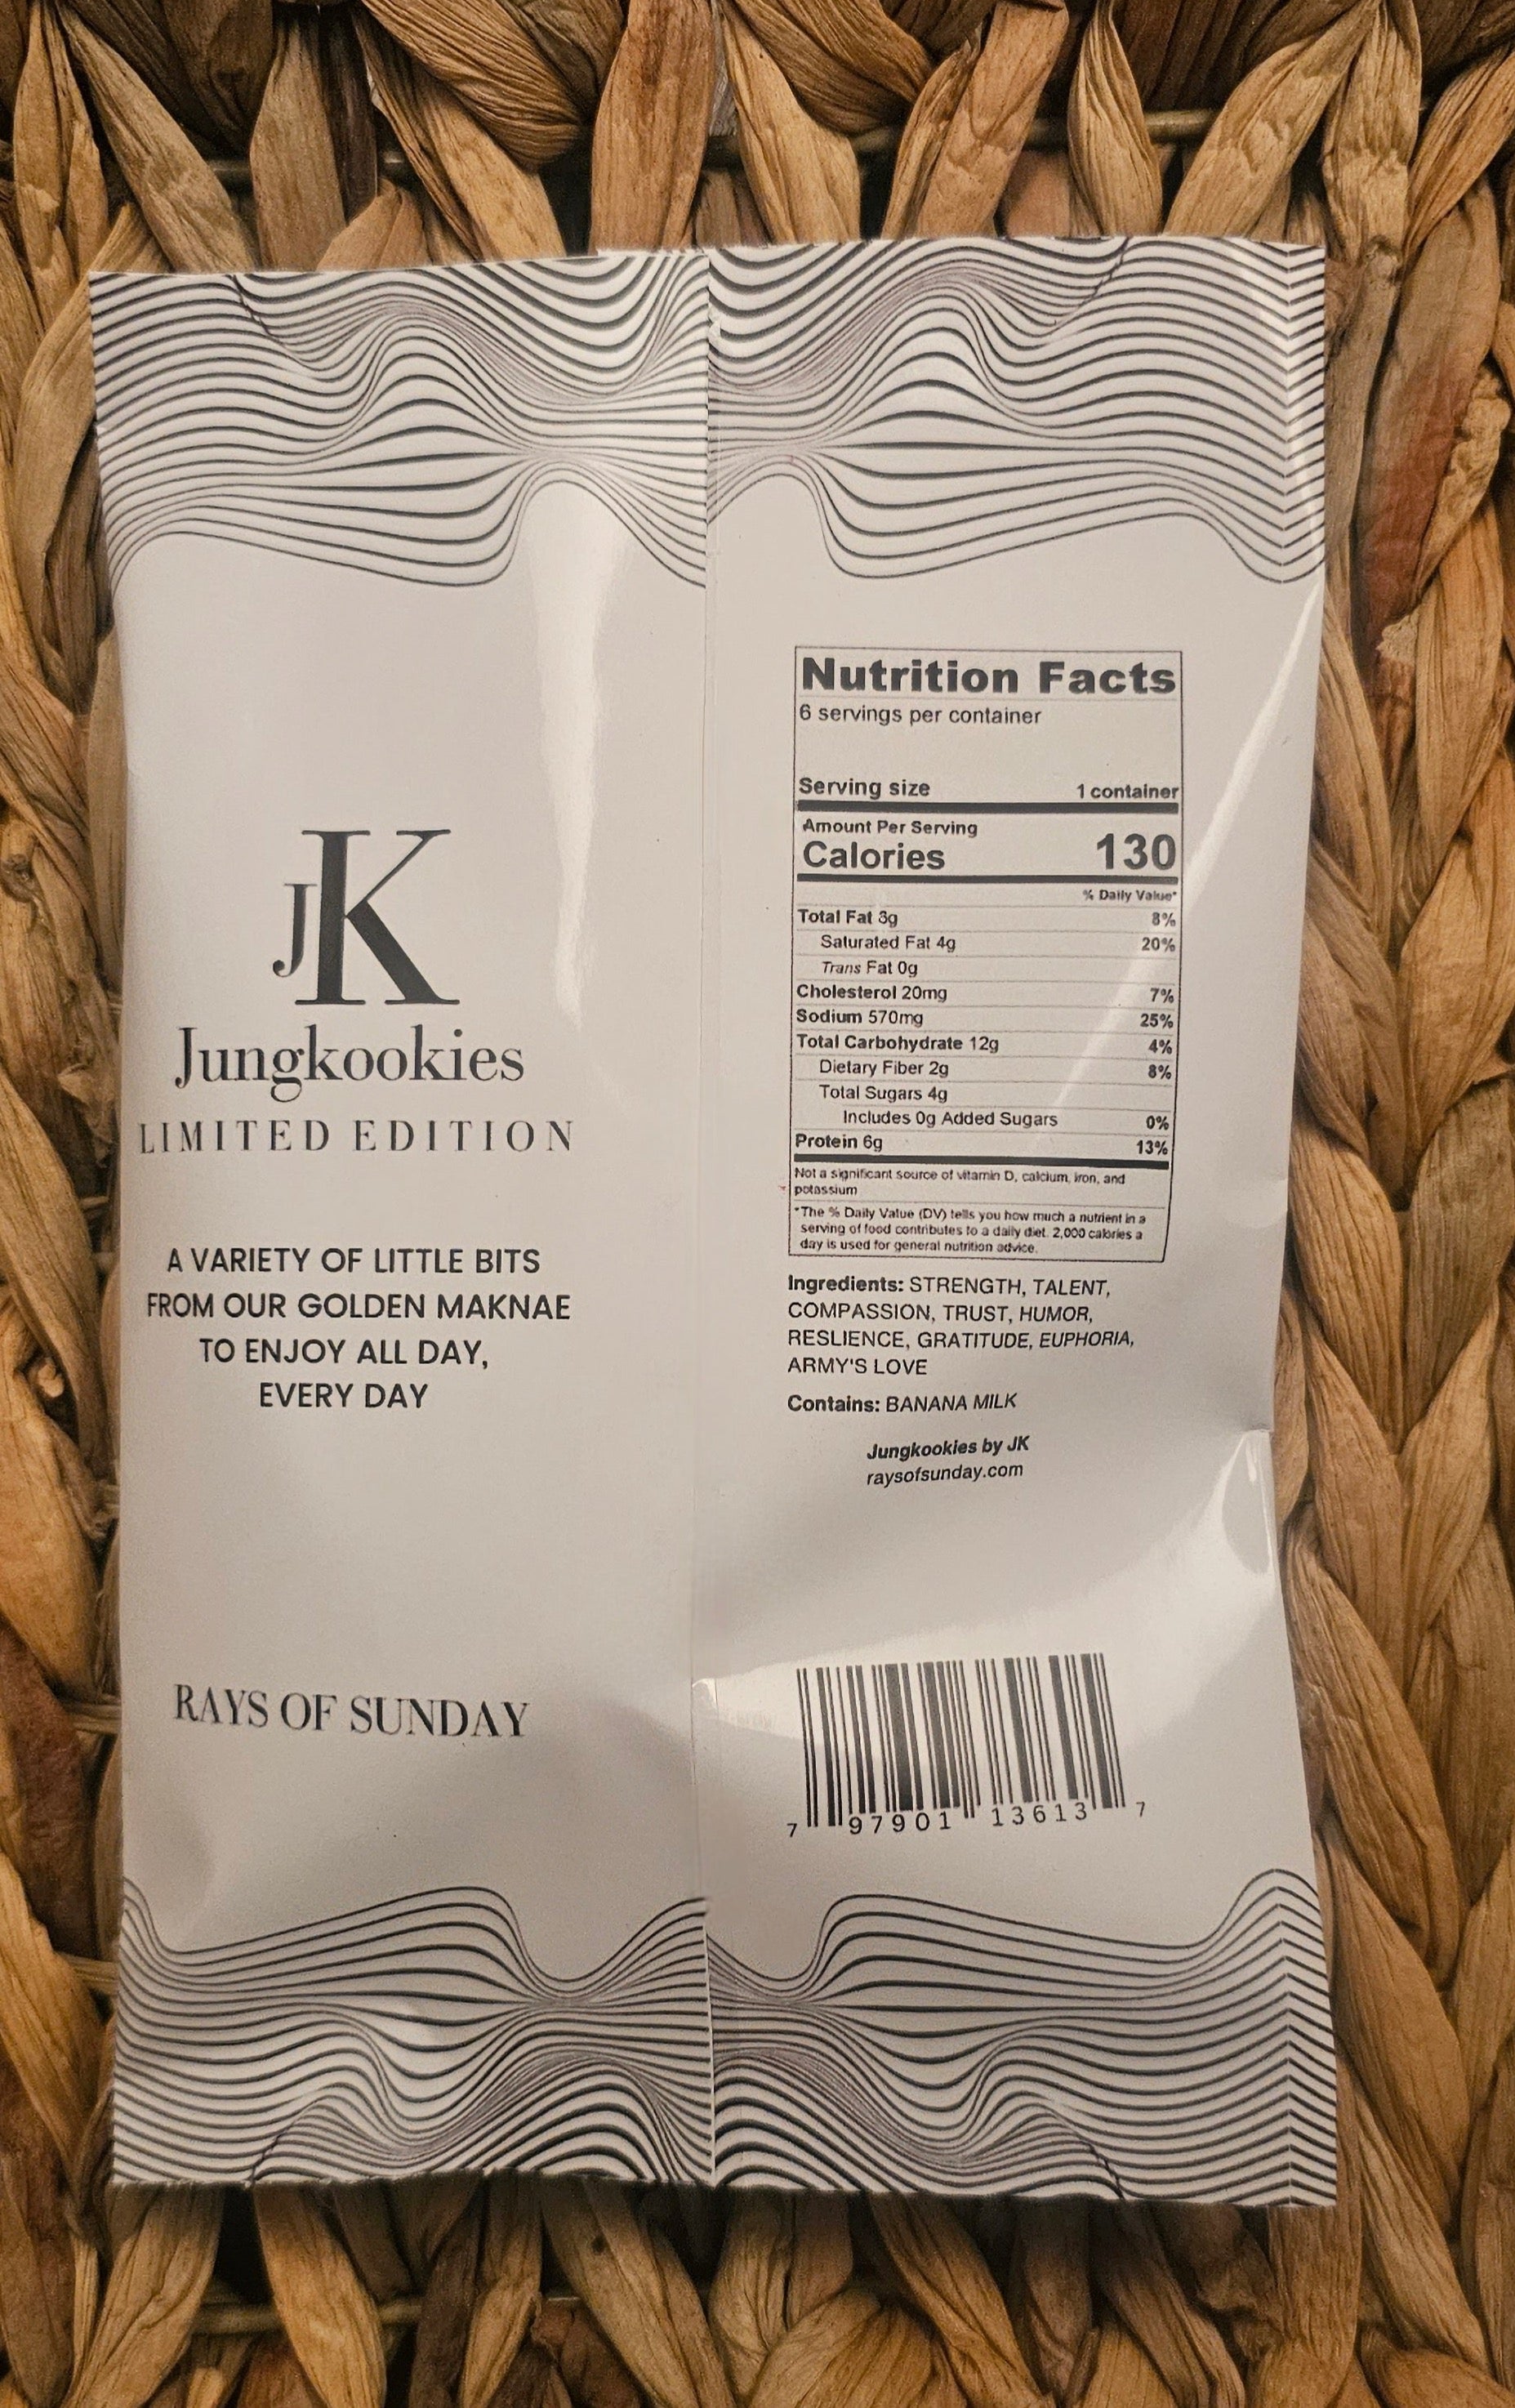 JK
Jungkookies
LIMITED EDITION
A VARIETY OF LITTLE BITS
FROM OUR GOLDEN MAKNAE
TO ENJOY ALL DAY,
EVERY DAY
RAYS OF SUNDAY
Nutrition Facts
6 servings per container
Serving size 1 container
Amount Per Serving
Calories 130
% Daily Value*
Total Fat 3g 8%
Saturated Fat 4g 20%
Trans Fat 0g
Cholesterol 20mg 7%
Sodium 570mg 25%
Total Carbohydrate 12g 4%
Dietary Fiber 2g 8%
Total Sugars 4g
Includes 0g Added Sugars 0%
Protein 6g 13%
Not a significant source of vitamin D, calcium, iron, and
potassium
*The % Daily Value (DV) tells you how much a nutrient in a
serving of food contributes to a daily diet. 2,000 calories a
day is used for general nutrition advice.
Ingredients: STRENGTH, TALENT,
COMPASSION, TRUST, HUMOR,
RESLIENCE, GRATITUDE, EUPHORIA,
ARMY'S LOVE
Contains: BANANA MILK
Jungkookies by JK
raysofsunday.com
7 97901 13613 7